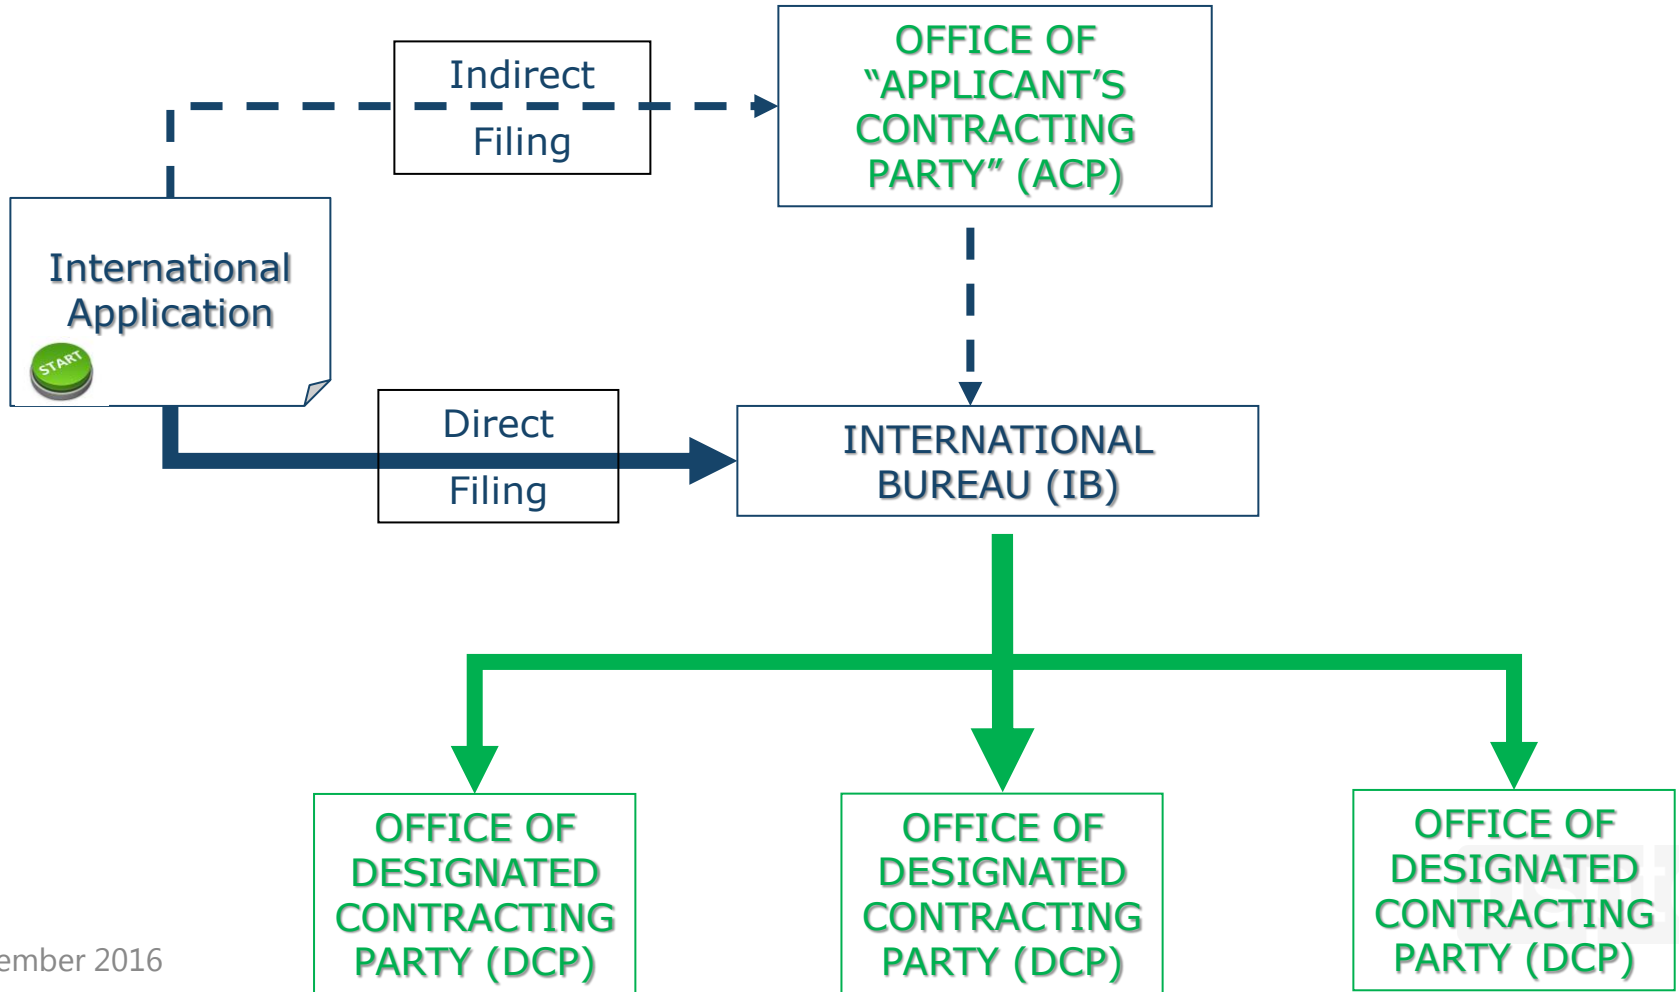 Indirect
Filing
OFFICE OF
“APPLICANT’S
CONTRACTING
PARTY” (ACP)
International
Application
START
Direct
Filing
INTERNATIONAL
BUREAU (IB)
OFFICE OF
DESIGNATED
CONTRACTING
PARTY (DCP)
OFFICE OF
DESIGNATED
CONTRACTING
PARTY (DCP)
OFFICE OF
DESIGNATED
CONTRACTING
PARTY (DCP)
ember 2016